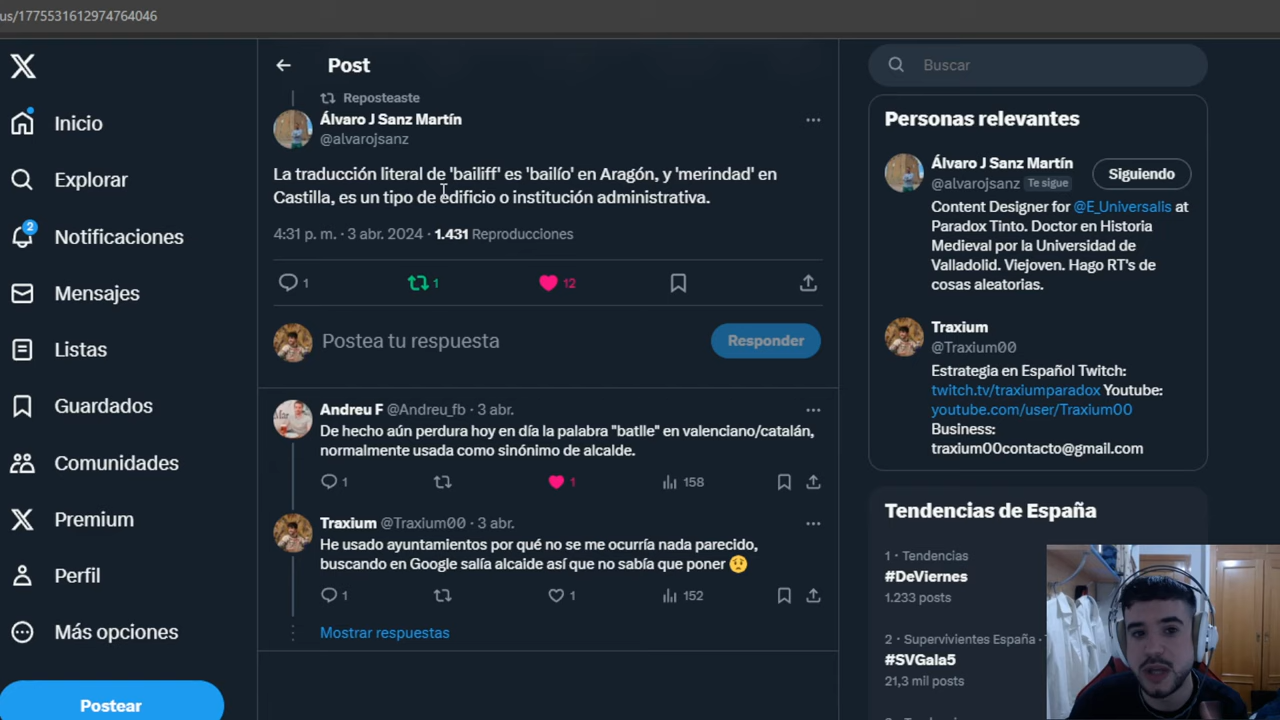 us/1775531612974764046
Inicio
Explorar
2
Notificaciones
Mensajes
Listas
Guardados
Comunidades
Premium
Perfil
Más opciones
Postear
Post
Reposteaste
Álvaro J Sanz Martín
@alvarojsanz
La traducción literal de 'bailiff' es 'bailío' en Aragón, y 'merindad' en
Castilla, es un tipo de edificio o institución administrativa.
4:31 p. m. · 3 abr. 2024 · 1.431 Reproducciones
1 1 12
Postea tu respuesta
Responder
Andreu F @Andreu_fb · 3 abr.
De hecho aún perdura hoy en día la palabra "batlle" en valenciano/catalán,
normalmente usada como sinónimo de alcalde.
1 1 158
Traxium @Traxium00 · 3 abr.
He usado ayuntamientos por qué no se me ocurría nada parecido,
buscando en Google salía alcalde así que no sabía que poner 😟
1 1 152
Mostrar respuestas
Buscar
Personas relevantes
Álvaro J Sanz Martín
@alvarojsanz Te sigue
Siguiendo
Content Designer for @E_Universalis at
Paradox Tinto. Doctor en Historia
Medieval por la Universidad de
Valladolid. Viejoven. Hago RT's de
cosas aleatorias.
Traxium
@Traxium00
Estrategia en Español Twitch:
twitch.tv/traxiumparadox Youtube:
youtube.com/user/Traxium00
Business:
traxium00contacto@gmail.com
Tendencias de España
1 · Tendencias
#DeViernes
1.233 posts
2 · Supervivientes España ·
#SVGala5
21,3 mil posts